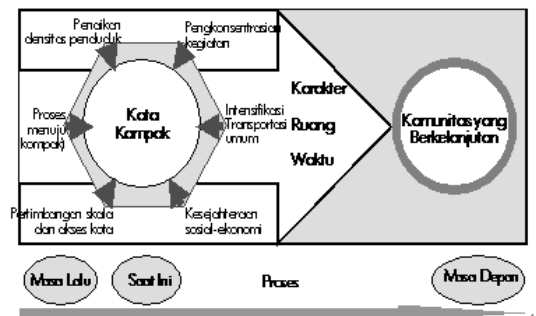 Penaikan
densitas penduduk
Pengkonsentrasian
kegiatan
Proses
menuju
kompak)
Kota
Kompak
Intensifikasi
Transportasi
umum
Pertimbangan skala
dan akses kota
Kesejahteraan
sosial-ekonomi
Karakter
Ruang
Waktu
Komunitas yang
Berkelanjutan
Masa Lalu
Saat Ini
Proses
Masa Depan